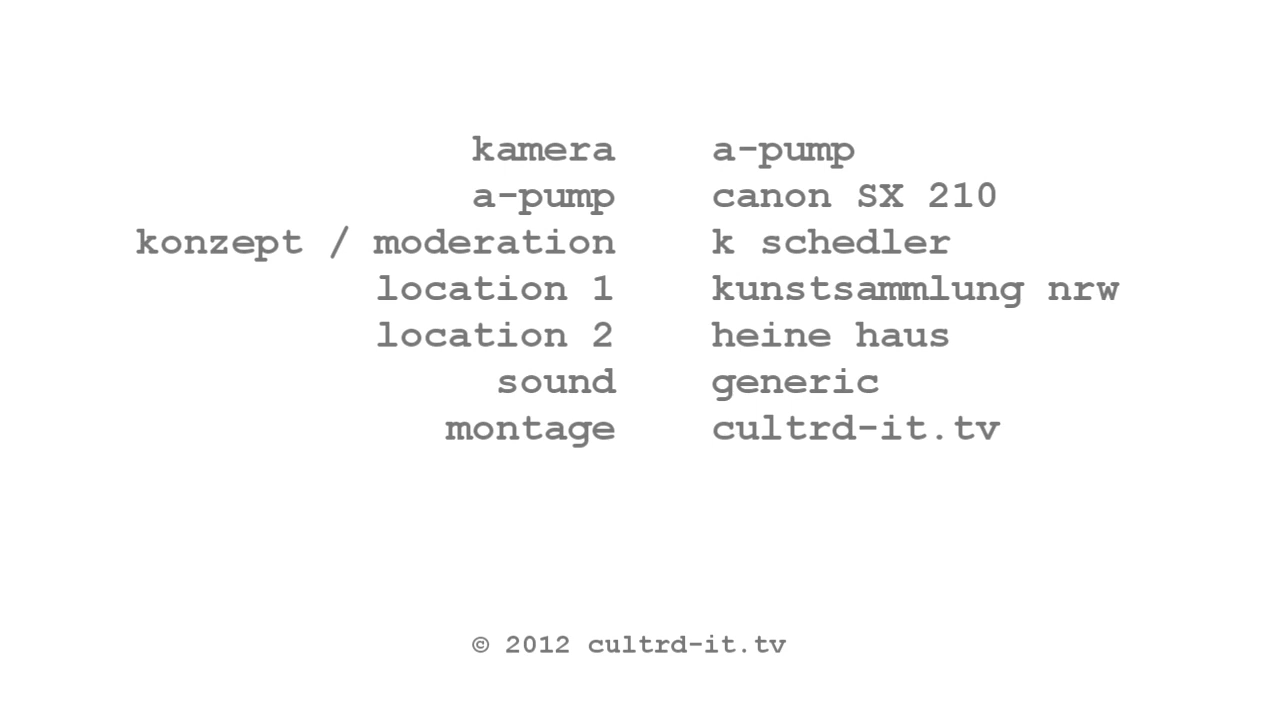 kamera a-pump
a-pump canon SX 210
konzept / moderation k schedler
location 1 kunstsammlung nrw
location 2 heine haus
sound generic
montage cultrd-it.tv
© 2012 cultrd-it.tv